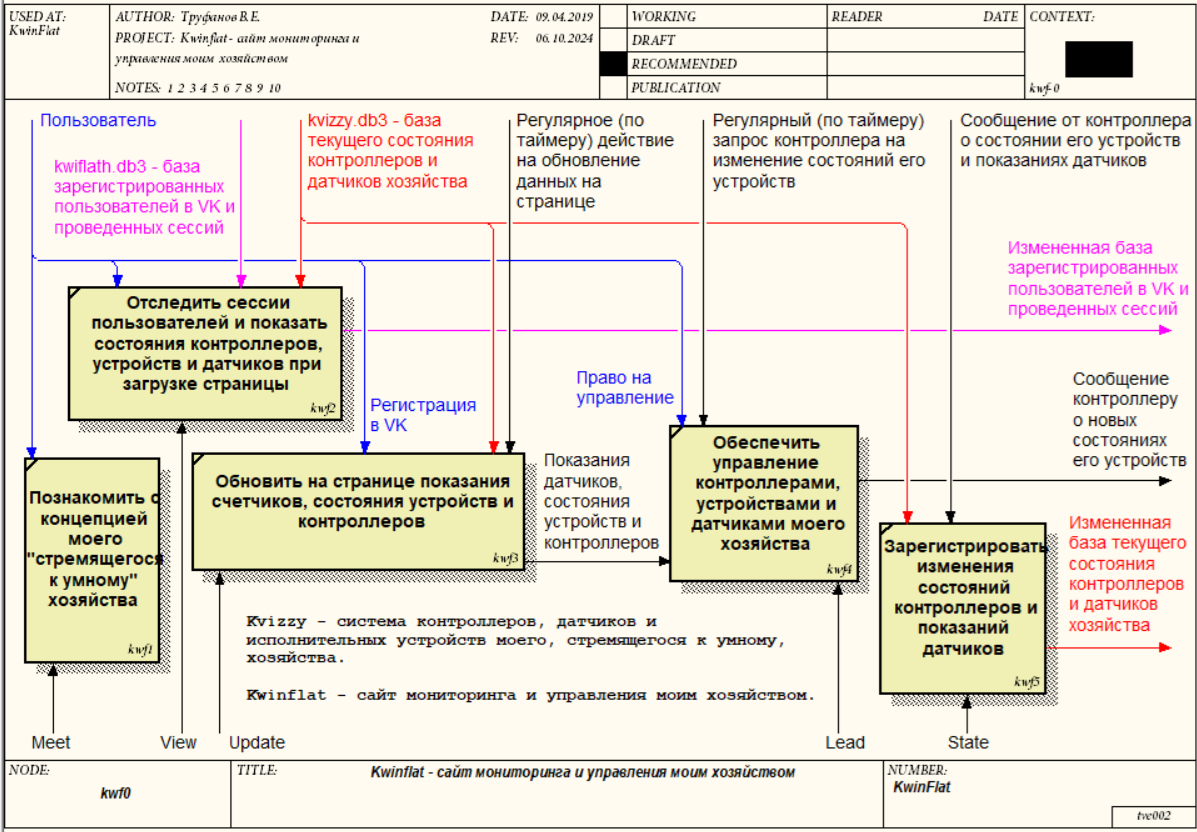 USED AT:
KwinFlat
AUTHOR: Труфанов В.Е.
DATE: 09.04.2019
PROJECT: Kwinflat - сайт мониторинга и
управления моим хозяйством
REV: 06.10.2024
NOTES: 1 2 3 4 5 6 7 8 9 10
WORKING
DRAFT
RECOMMENDED
PUBLICATION
READER DATE
CONTEXT:
kwf-0
Пользователь
kwiflath.db3 - база
зарегистрированных
пользователей в VK и
проведенных сессий
kvizzy.db3 - база
текущего состояния
контроллеров и
датчиков хозяйства
Регулярное (по
таймеру) действие
на обновление
данных на
странице
Регулярный (по таймеру)
запрос контроллера на
изменение состояний его
устройств
Сообщение от контроллера
о состоянии его устройств
и показаниях датчиков
Измененная база
зарегистрированных
пользователей в VK и
проведенных сессий
Отследить сессии
пользователей и показать
состояния контроллеров,
устройств и датчиков при
загрузке страницы
kwf2
Регистрация
в VK
Право на
управление
Сообщение
контроллеру
о новых
состояниях
его устройств
Познакомить с
концепцией
моего
"стремящегося
к умному"
хозяйства
kwf1
Обновить на странице показания
счетчиков, состояния устройств и
контроллеров
kwf3
Показания
датчиков,
состояния
устройств и
контроллеров
Обеспечить
управление
контроллерами,
устройствами и
датчиками моего
хозяйства
kwf4
Зарегистрировать
изменения
состояний
контроллеров и
показаний
датчиков
kwf5
Измененная
база текущего
состояния
контроллеров
и датчиков
хозяйства
Kvizzy - система контроллеров, датчиков и
исполнительных устройств моего, стремящегося к умному,
хозяйства.
Kwinflat - сайт мониторинга и управления моим хозяйством.
Meet
View
Update
Lead
State
NODE:
kwf0
TITLE:
Kwinflat - сайт мониторинга и управления моим хозяйством
NUMBER:
KwinFlat
tve002